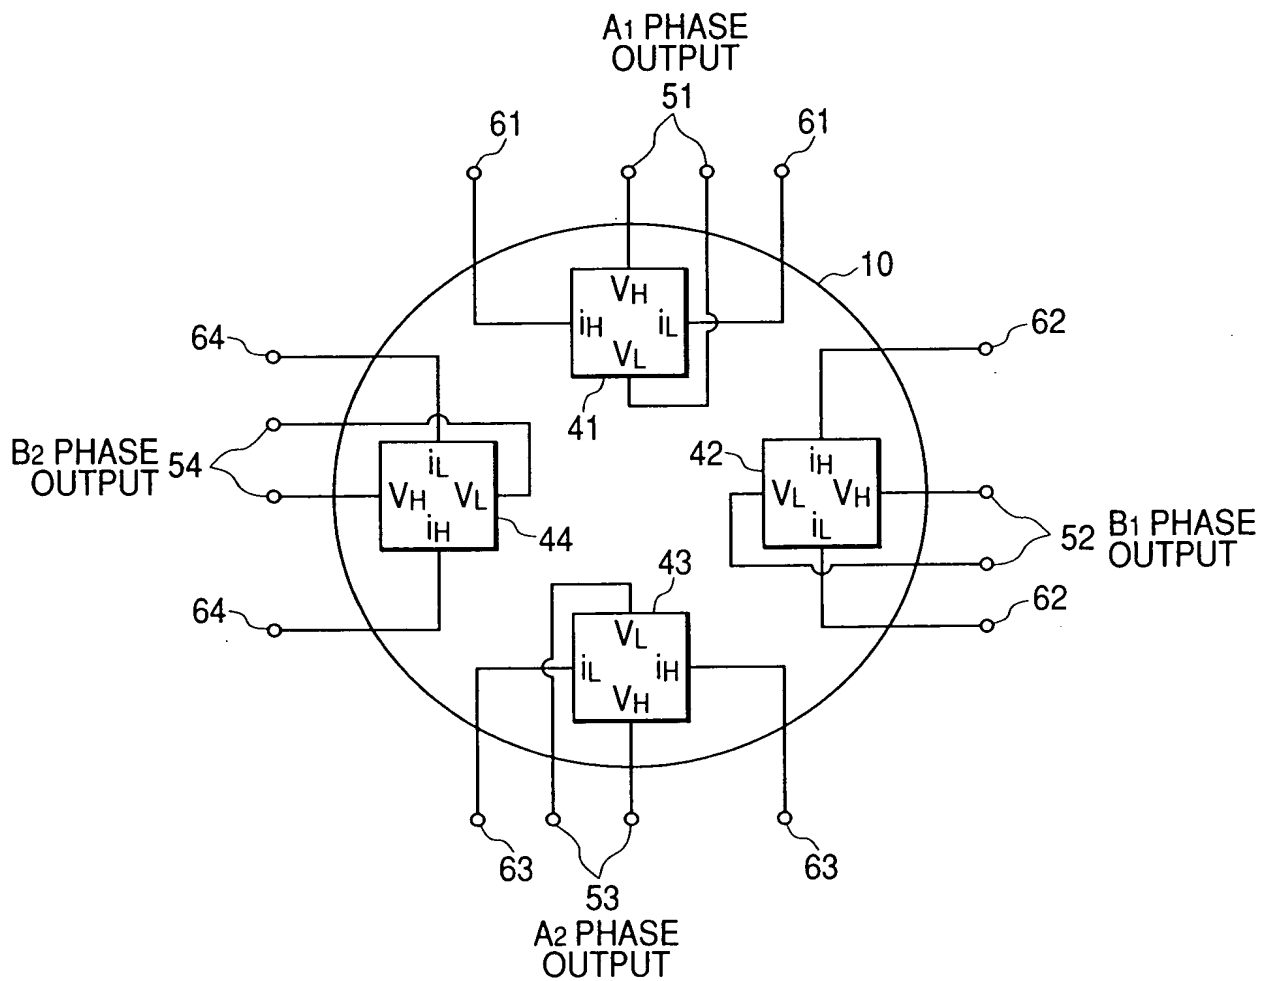 A1 PHASE
OUTPUT
51
61
61
10
VH
iH
iL
VL
41
64
62
B2 PHASE
OUTPUT
54
iL
VH
VL
iH
44
42
iH
VL
VH
iL
52
B1 PHASE
OUTPUT
43
64
62
VL
iL
iH
VH
63
63
53
A2 PHASE
OUTPUT